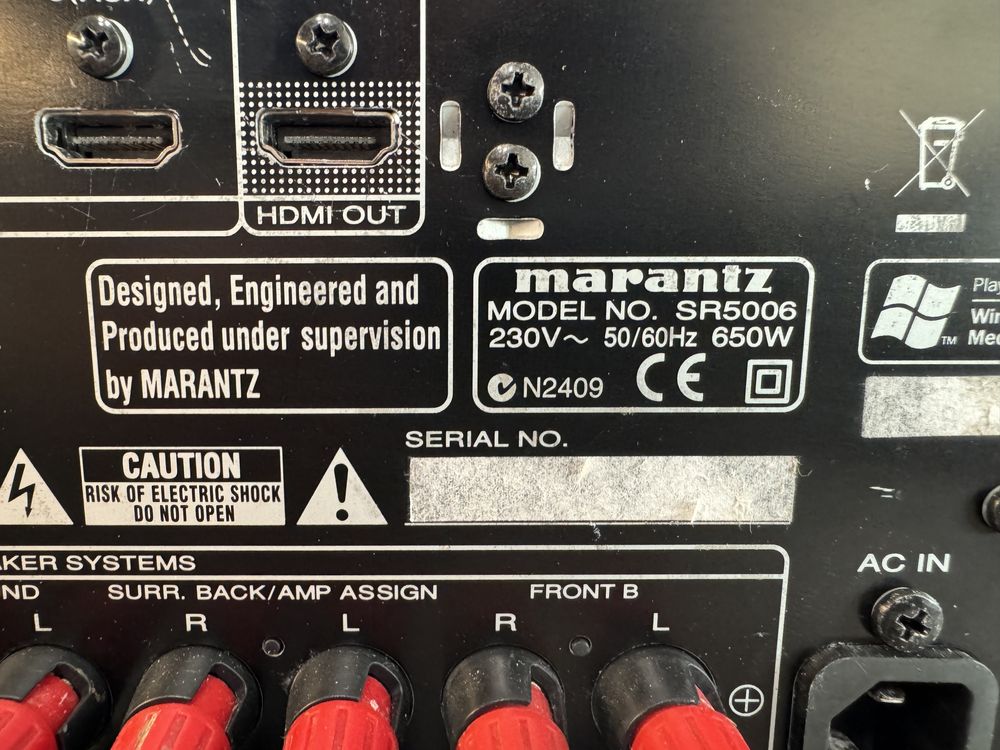 HDMI OUT
Designed, Engineered and
Produced under supervision
by MARANTZ
marantz
MODEL NO. SR5006
230V～ 50/60Hz 650W
N2409 CE
TM
SERIAL NO.
CAUTION
RISK OF ELECTRIC SHOCK
DO NOT OPEN
SURR. BACK/AMP ASSIGN
SYSTEMS
FRONT B
L R L R L
AC IN